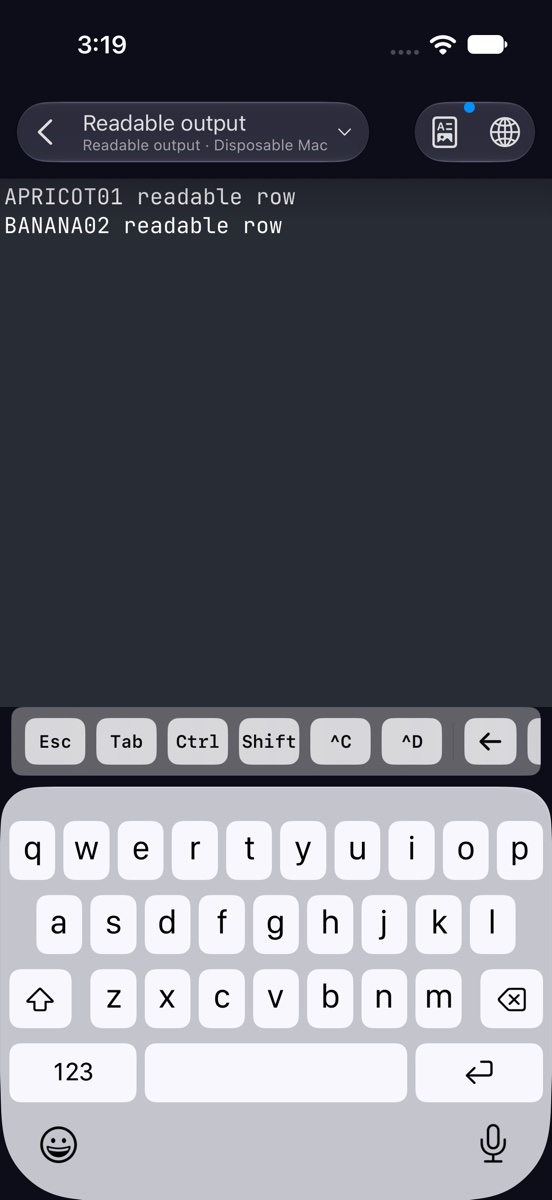 3:19
Readable output
Readable output · Disposable Mac
APRICOT01 readable row
BANANA02 readable row
Esc Tab Ctrl Shift ^C ^D ←
q w e r t y u i o p
a s d f g h j k l
z x c v b n m
123